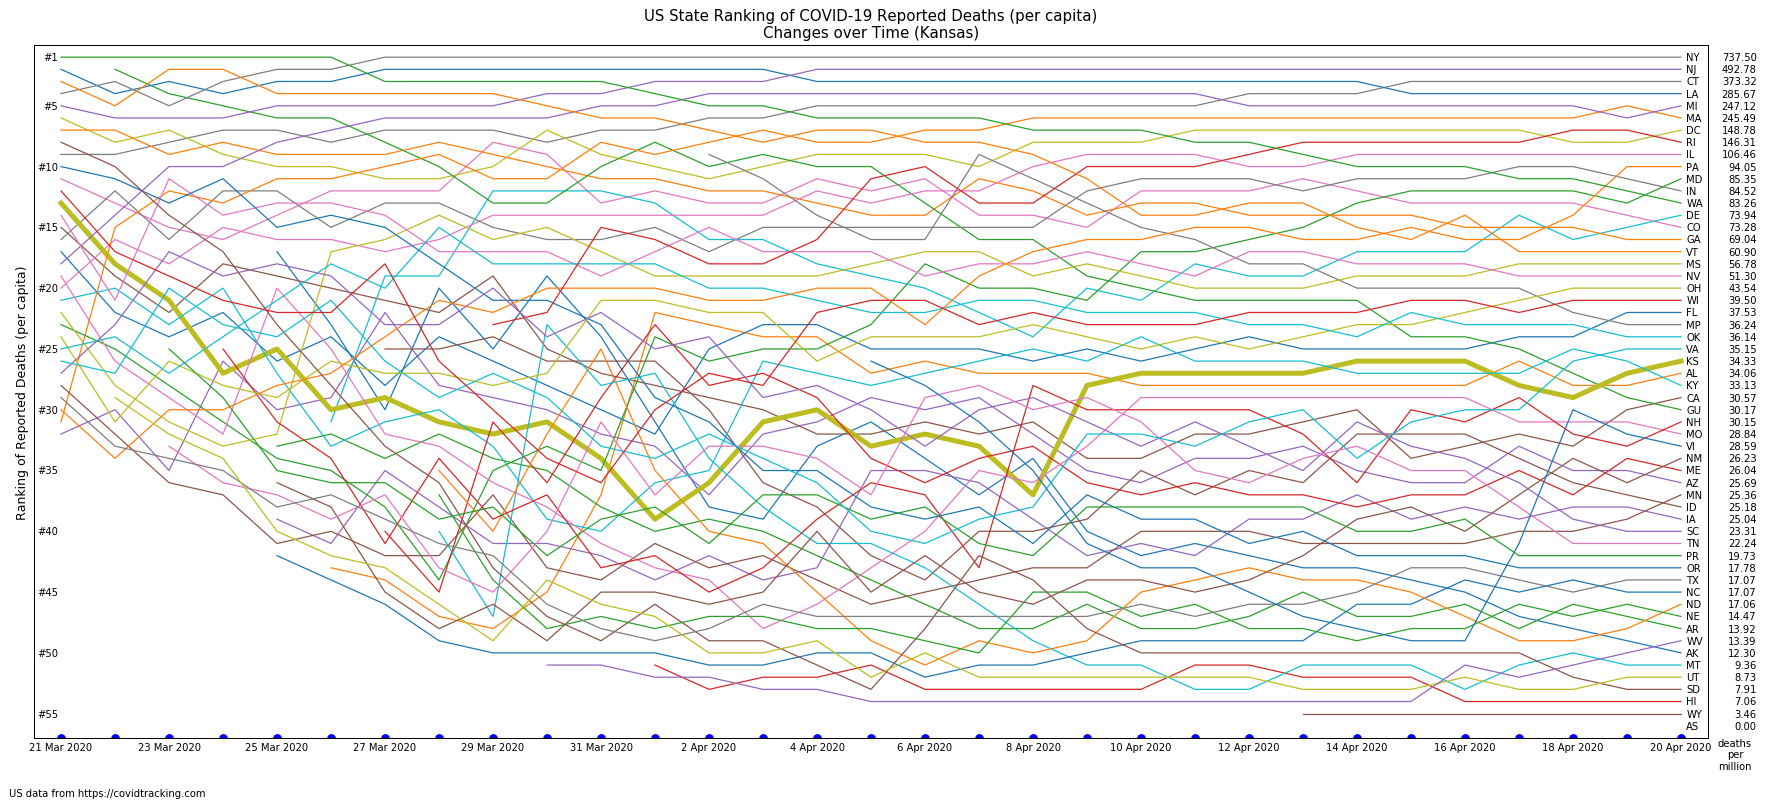 US State Ranking of COVID-19 Reported Deaths (per capita)
Changes over Time (Kansas)
Ranking of Reported Deaths (per capita)
#1
#5
#10
#15
#20
#25
#30
#35
#40
#45
#50
#55
NY 737.50
NJ 492.78
CT 373.32
LA 285.67
MI 247.12
MA 245.49
DC 148.78
RI 146.31
IL 106.46
PA 94.05
MD 85.35
IN 84.52
WA 83.26
DE 73.94
CO 73.28
GA 69.04
VT 60.90
MS 56.78
NV 51.30
OH 43.54
WI 39.50
FL 37.53
MP 36.24
OK 36.14
VA 35.15
KS 34.33
AL 34.06
KY 33.13
CA 30.57
GU 30.17
NH 30.15
MO 28.84
VI 28.59
NM 26.23
ME 26.04
AZ 25.69
MN 25.36
ID 25.18
IA 25.04
SC 23.31
TN 22.24
PR 19.73
OR 17.78
TX 17.07
NC 17.07
ND 17.06
NE 14.47
AR 13.92
WV 13.39
AK 12.30
MT 9.36
UT 8.73
SD 7.91
HI 7.06
WY 3.46
AS 0.00
21 Mar 2020 23 Mar 2020 25 Mar 2020 27 Mar 2020 29 Mar 2020 31 Mar 2020 2 Apr 2020 4 Apr 2020 6 Apr 2020 8 Apr 2020 10 Apr 2020 12 Apr 2020 14 Apr 2020 16 Apr 2020 18 Apr 2020 20 Apr 2020
deaths
per
million
US data from https://covidtracking.com